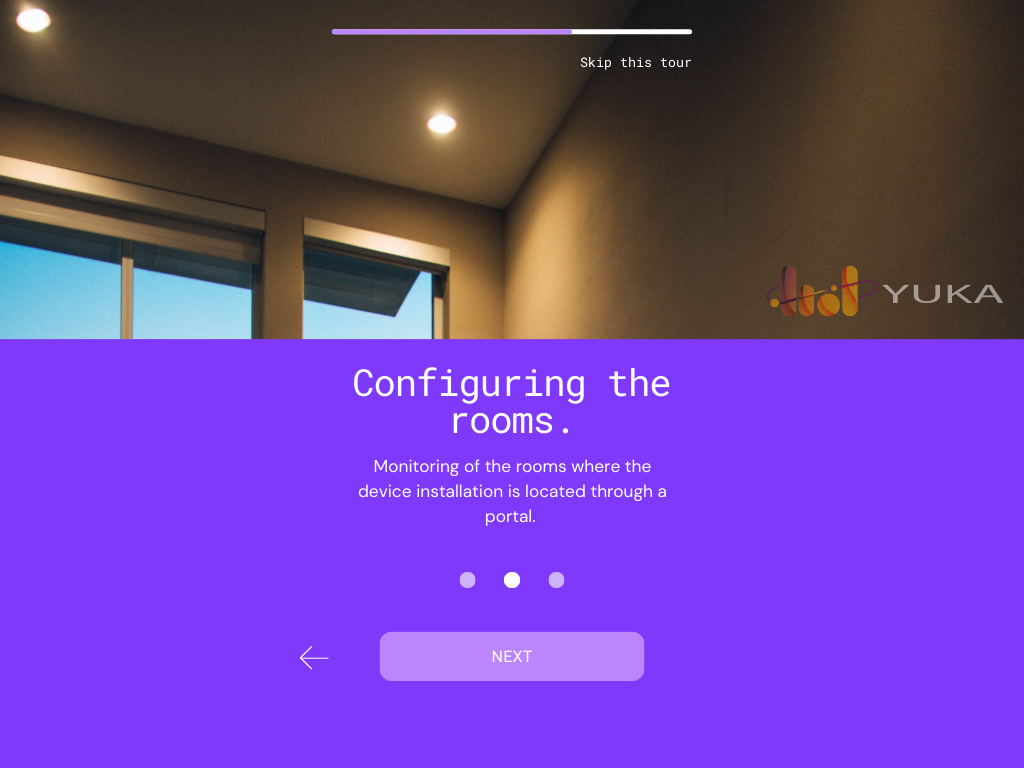 Skip this tour
YUKA
Configuring the
rooms.
Monitoring of the rooms where the
device installation is located through a
portal.
NEXT